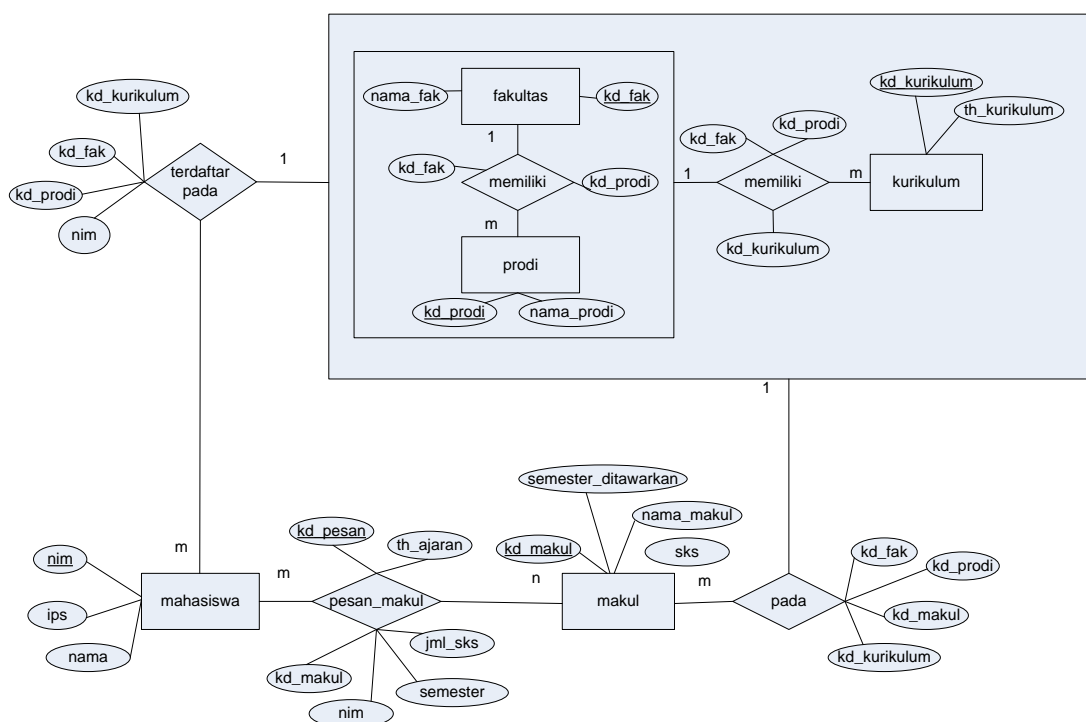 kd_kurikulum
kd_fak
kd_prodi
nim
terdaftar
pada
1
nama_fak
fakultas
kd_fak
1
kd_fak
memiliki
kd_prodi
m
prodi
kd_prodi
nama_prodi
1
kd_fak
kd_prodi
memiliki
kd_kurikulum
m
kd_kurikulum
th_kurikulum
kurikulum
1
m
nim
ips
nama
mahasiswa
m
kd_pesan
th_ajaran
pesan_makul
kd_makul
nim
semester
jml_sks
n
semester_ditawarkan
nama_makul
kd_makul
sks
makul
m
pada
kd_fak
kd_prodi
kd_makul
kd_kurikulum